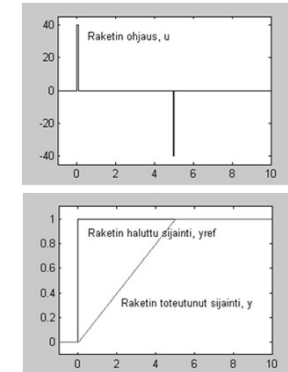 40
Raketin ohjaus, u
20
0
-20
-40
0 2 4 6 8 10
1
Raketin haluttu sijainti, yref
0.8
0.6
0.4
Raketin toteutunut sijainti, y
0.2
0
0 2 4 6 8 10